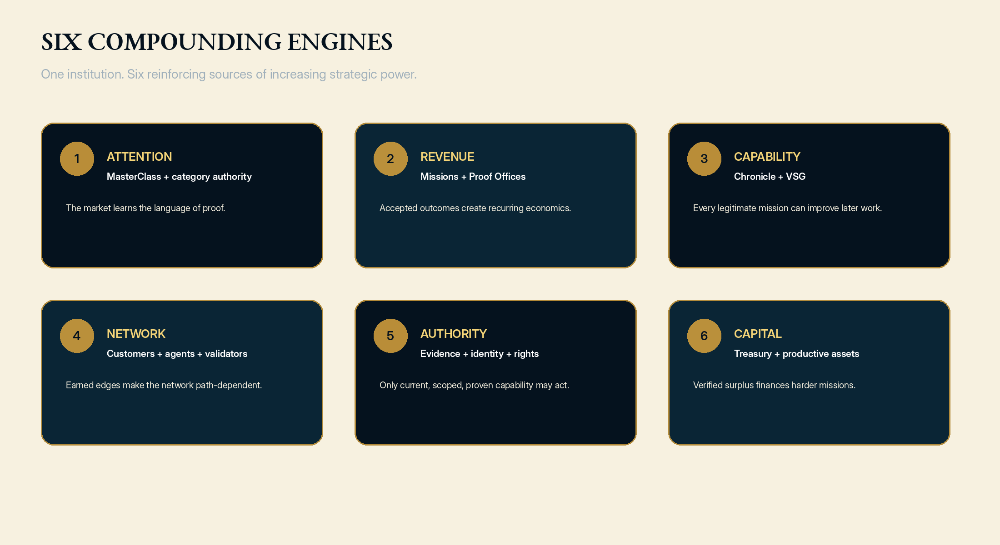 SIX COMPOUNDING ENGINES
One institution. Six reinforcing sources of increasing strategic power.
1
ATTENTION
MasterClass + category authority
The market learns the language of proof.
2
REVENUE
Missions + Proof Offices
Accepted outcomes create recurring economics.
3
CAPABILITY
Chronicle + VSG
Every legitimate mission can improve later work.
4
NETWORK
Customers + agents + validators
Earned edges make the network path-dependent.
5
AUTHORITY
Evidence + identity + rights
Only current, scoped, proven capability may act.
6
CAPITAL
Treasury + productive assets
Verified surplus finances harder missions.